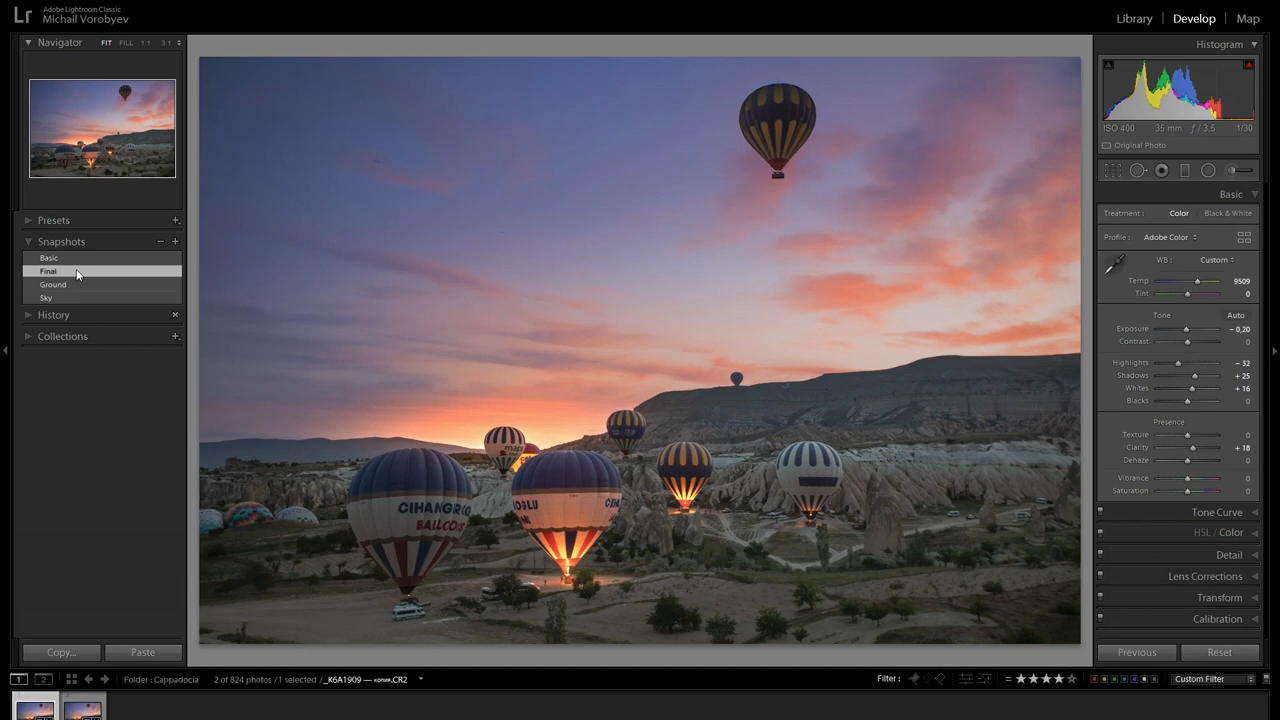 Lr Adobe Lightroom Classic
Michail Vorobyev
Library | Develop | Map
Navigator FIT FILL 1:1 3:1
Presets
Snapshots
Basic
Final
Ground
Sky
History
Collections
Copy... Paste
CIHANGIROĞLU
BALLOONS
Histogram
ISO 400 35 mm ƒ / 3,5 1/30
Original Photo
Basic
Treatment : Color Black & White
Profile : Adobe Color
WB : Custom
Temp 9509
Tint 0
Tone Auto
Exposure − 0,20
Contrast 0
Highlights − 32
Shadows + 25
Whites + 16
Blacks 0
Presence
Texture 0
Clarity + 18
Dehaze 0
Vibrance 0
Saturation 0
Tone Curve
HSL / Color
Detail
Lens Corrections
Transform
Calibration
Previous Reset
1 2 Folder : Cappadocia 2 of 824 photos /1 selected / _K6A1909 — копия.CR2 Filter : Custom Filter